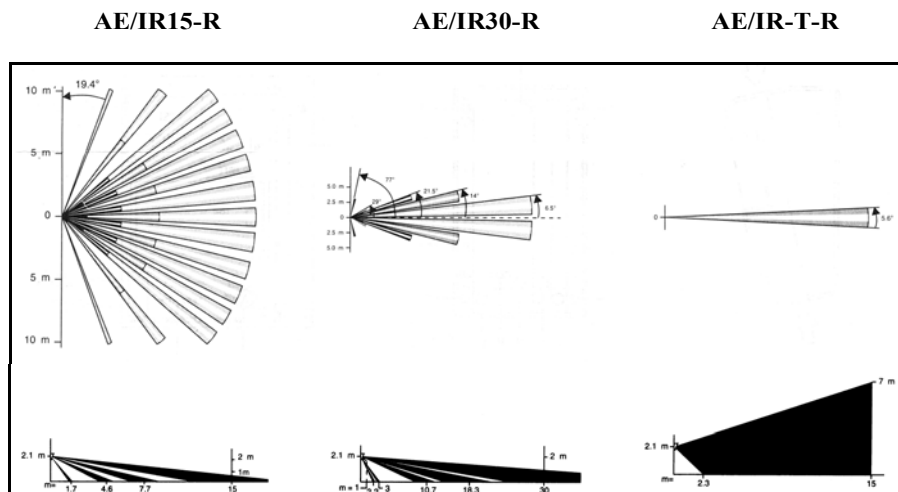 AE/IR15-R AE/IR30-R AE/IR-T-R
10 m
19.4°
5 m
0
5 m
10 m
5.0 m
2.5 m
0
2.5 m
5.0 m
77°
29°
21.5°
14°
6.5°
0
5.6°
2.1 m
2 m
1m
m=
1.7 4.6 7.7 15
2.1 m
2 m
m = 1
3
10.7 18.3 30
7 m
2.1 m
m=
2.3 15